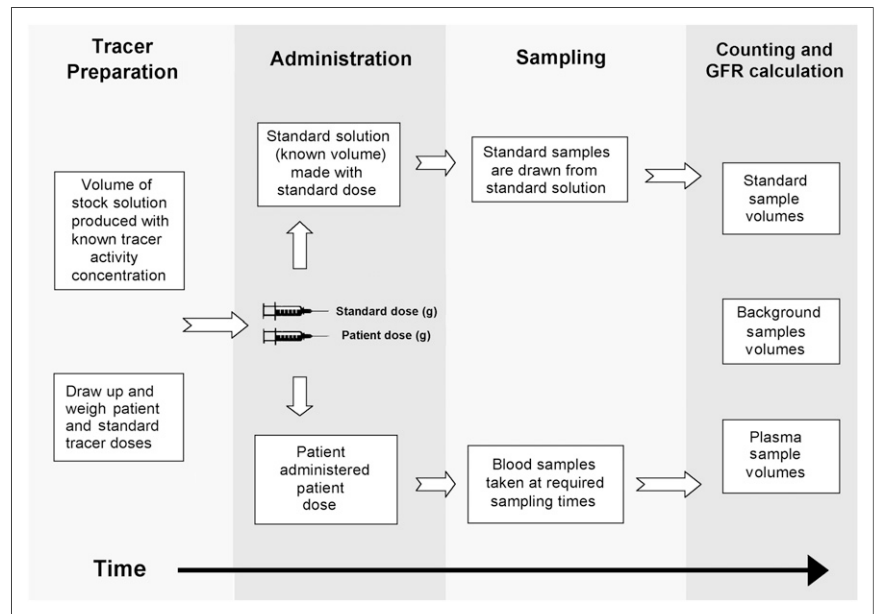 Tracer
Preparation
Administration
Sampling
Counting and
GFR calculation
Volume of
stock solution
produced with
known tracer
activity
concentration
Draw up and
weigh patient
and standard
tracer doses
Standard solution
(known volume)
made with
standard dose
Standard dose (g)
Patient dose (g)
Patient
administered
patient
dose
Standard samples
are drawn from
standard solution
Blood samples
taken at required
sampling times
Standard
sample
volumes
Background
samples
volumes
Plasma
sample
volumes
Time